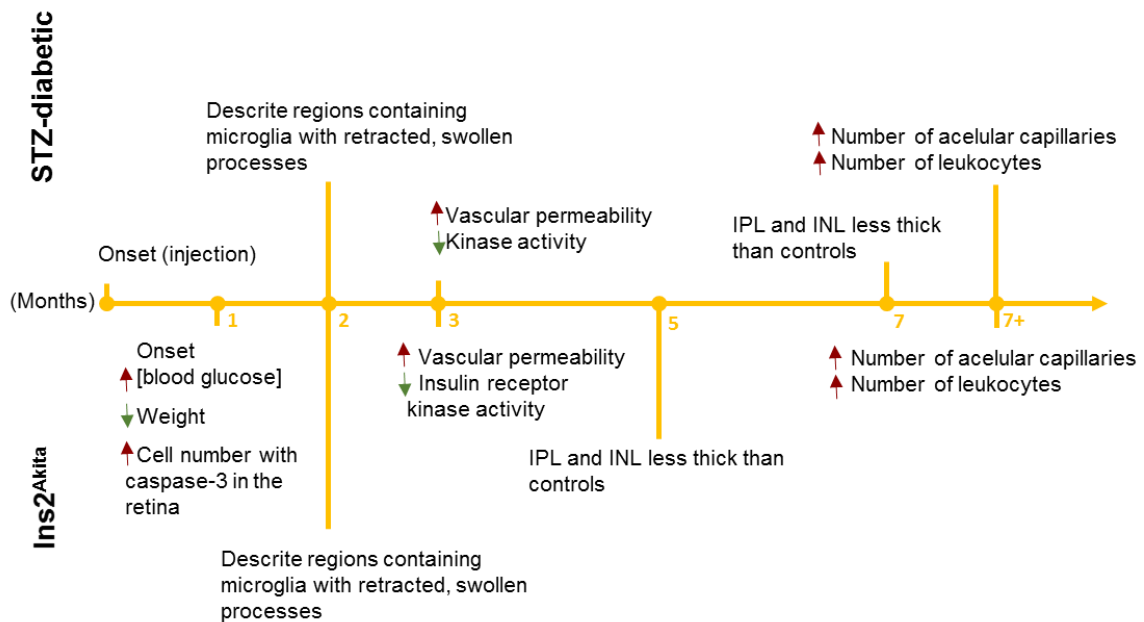 STZ-diabetic
Descrite regions containing
microglia with retracted, swollen
processes
Number of acelular capillaries
Number of leukocytes
Vascular permeability
Kinase activity
IPL and INL less thick
than controls
Onset (injection)
(Months)
1
2
3
5
7
7+
Ins2Akita
Onset
[blood glucose]
Weight
Cell number with
caspase-3 in the
retina
Vascular permeability
Insulin receptor
kinase activity
Number of acelular capillaries
Number of leukocytes
IPL and INL less thick than
controls
Descrite regions containing
microglia with retracted, swollen
processes